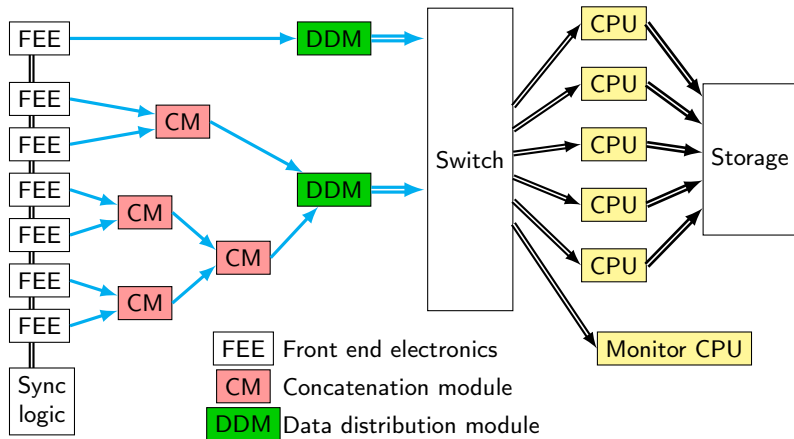 FEE
DDM
CPU
FEE
CPU
CM
FEE
CPU
Switch
Storage
FEE
DDM
CM
CPU
FEE
CM
CPU
FEE
CM
FEE
FEE Front end electronics
Monitor CPU
Sync
logic
CM Concatenation module
DDM Data distribution module